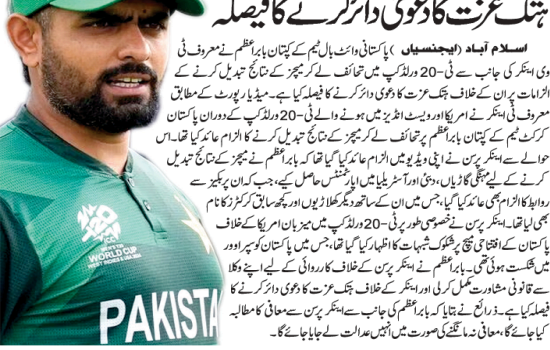 ہتک عزت کا دعویٰ دائر کرنے کا فیصلہ
اسلام آباد (ایجنسیاں) پاکستانی وائٹ بال ٹیم کے کپتان بابر اعظم نے معروف ٹی
وی اینکر کی جانب سے ٹی-20 ورلڈ کپ میں تحائف لے کر میچز کے نتائج تبدیل کرنے کے
الزامات پر ان کے خلاف ہتک عزت کا دعویٰ دائر کرنے کا فیصلہ کیا ہے۔ میڈیا رپورٹ کے مطابق
معروف ٹی اینکر نے امریکا اور ویسٹ انڈیز میں ہونے والے ٹی-20 ورلڈ کپ کے دوران پاکستان
کرکٹ ٹیم کے کپتان بابر اعظم پر تحائف لے کر میچز کے نتائج تبدیل کرنے کا الزام عائد کیا گیا تھا۔ اس
حوالے سے اینکر پرسن نے اپنی ویڈیو میں الزام عائد کیا گیا تھا کہ بابر اعظم نے میچز کے نتائج تبدیل
کرنے کے لیے مہنگی گاڑیاں، دبئی اور آسٹریلیا میں اپارٹمنٹس حاصل کیے، جب کہ ان پر بکیز سے
روابط کا الزام بھی عائد کیا گیا، جس میں ان کے ساتھ دیگر کھلاڑیوں اور کچھ سابق کرکٹرز کا نام
بھی لیا تھا۔ اینکر پرسن نے خصوصی طور پر ٹی-20 ورلڈ کپ میں میزبان امریکا کے خلاف
پاکستان کے افتتاحی میچ پر شکوک شبہات کا اظہار کیا گیا تھا، جس میں پاکستان کو سپر اوور
میں شکست ہوئی تھی۔ بابر اعظم نے اینکر پرسن کے خلاف کارروائی کے لیے اپنے وکلا
سے قانونی مشاورت مکمل کر لی اور اینکر کے خلاف ہتک عزت کا دعویٰ دائر کرنے کا
فیصلہ کیا ہے۔ ذرائع نے بتایا کہ بابر اعظم کی جانب سے اینکر پرسن سے معافی کا مطالبہ
کیا جائے گا، معافی نہ مانگنے کی صورت میں انہیں عدالت لے جایا جائے گا۔
ICC
MEN'S T20
WORLD CUP
PAKISTA